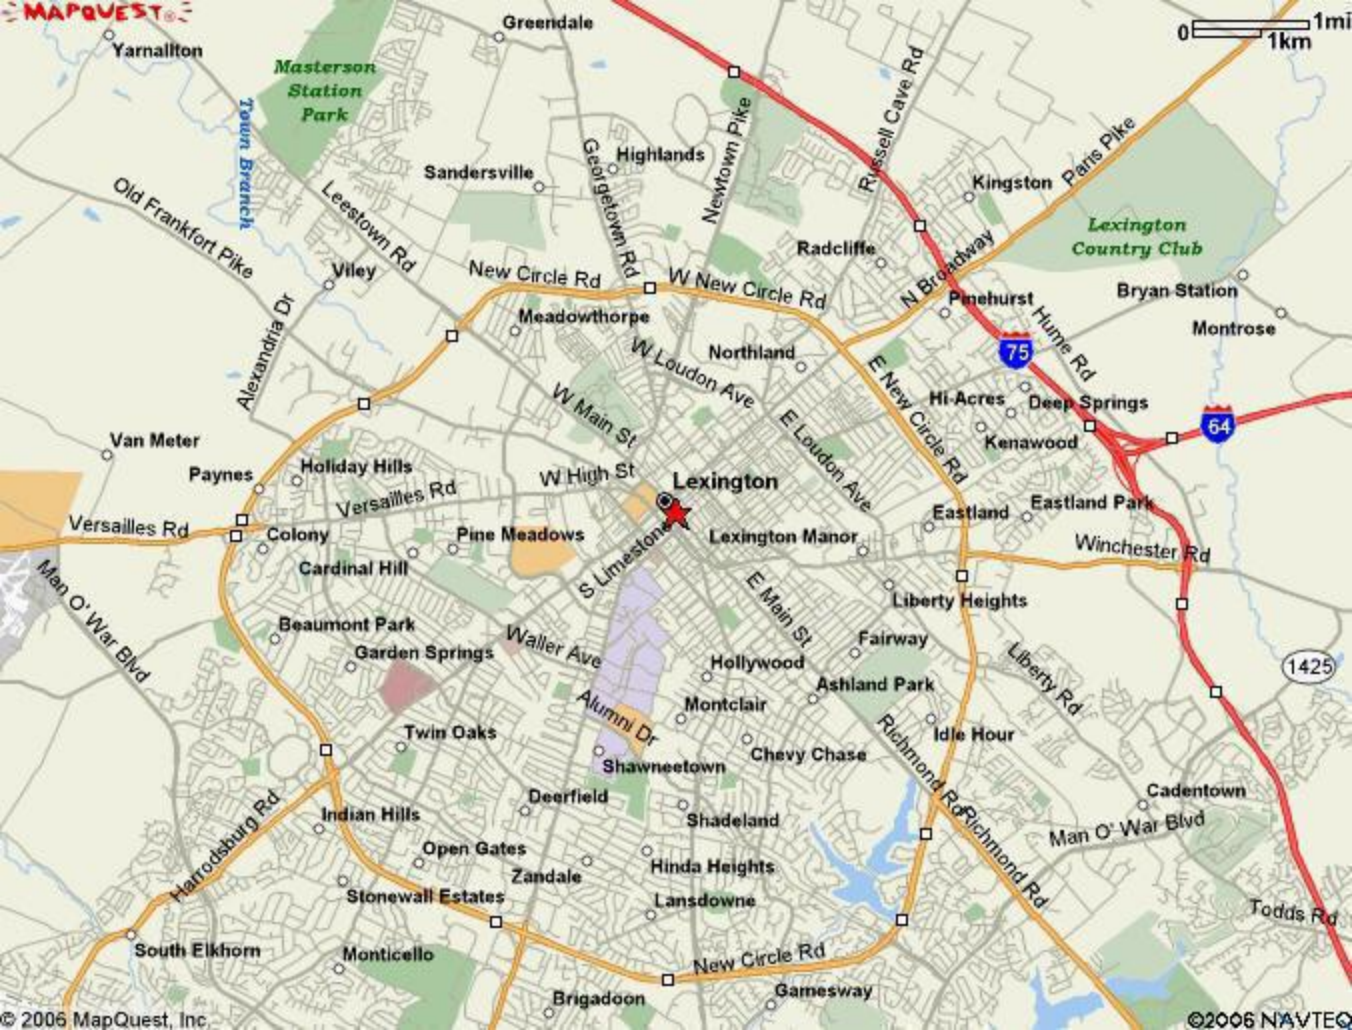 MAPQUEST
Greendale
0
1mi
1km
Yarnallton
Masterson
Station
Park
Town Branch
Russell Cave Rd
Newtown Pike
Georgetown Rd
Highlands
Paris Pike
Sandersville
Kingston
Old Frankfort Pike
Leestown Rd
Lexington
Country Club
Radcliffe
N Broadway
Viley
New Circle Rd
W New Circle Rd
Bryan Station
Pinehurst
Hume Rd
Montrose
Alexandria Dr
Meadowthorpe
W Loudon Ave
Northland
75
E New Circle Rd
Hi-Acres
Deep Springs
W Main St
E Loudon Ave
64
Kenawood
Van Meter
Paynes
Holiday Hills
W High St
Lexington
Versailles Rd
Versailles Rd
Eastland Park
Eastland
Colony
Pine Meadows
Lexington Manor
Winchester Rd
Cardinal Hill
S Limestone
Man O' War Blvd
E Main St
Liberty Heights
Beaumont Park
Waller Ave
Fairway
Garden Springs
Hollywood
Liberty Rd
1425
Ashland Park
Montclair
Alumni Dr
Twin Oaks
Idle Hour
Chevy Chase
Richmond Rd
Shawneetown
Deerfield
Cadentown
Indian Hills
Shadeland
Man O' War Blvd
Harrodsburg Rd
Richmond Rd
Open Gates
Hinda Heights
Zandale
Stonewall Estates
Lansdowne
Todds Rd
South Elkhorn
Monticello
New Circle Rd
Brigadoon
Gamesway
© 2006 MapQuest, Inc
©2006 NAVTEQ